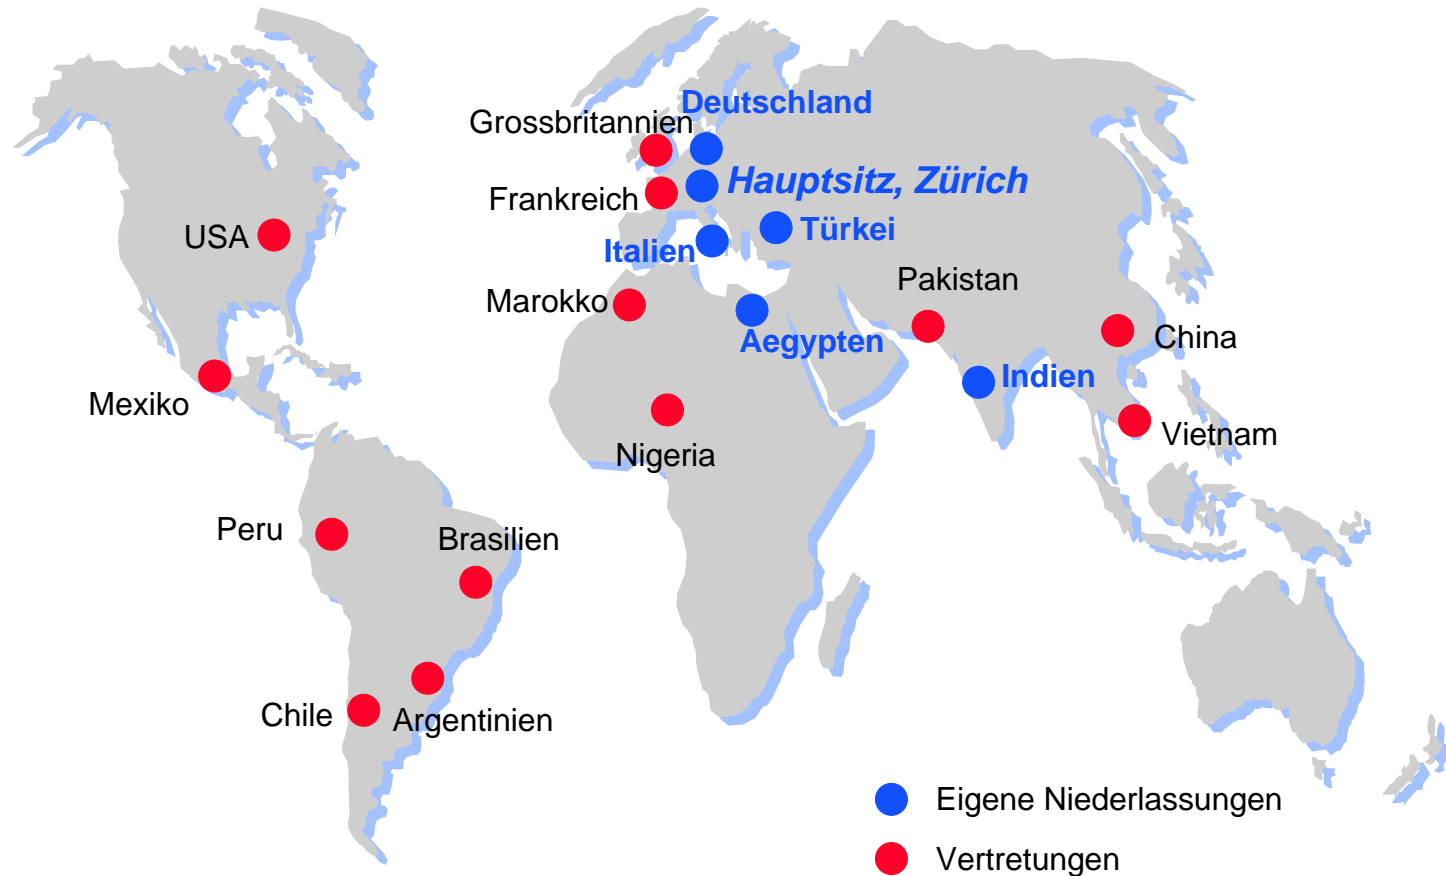 Deutschland
Grossbritannien
Hauptsitz, Zürich
Frankreich
Türkei
USA
Italien
Pakistan
Marokko
China
Aegypten
Indien
Mexiko
Vietnam
Nigeria
Peru
Brasilien
Chile
Argentinien
Eigene Niederlassungen
Vertretungen